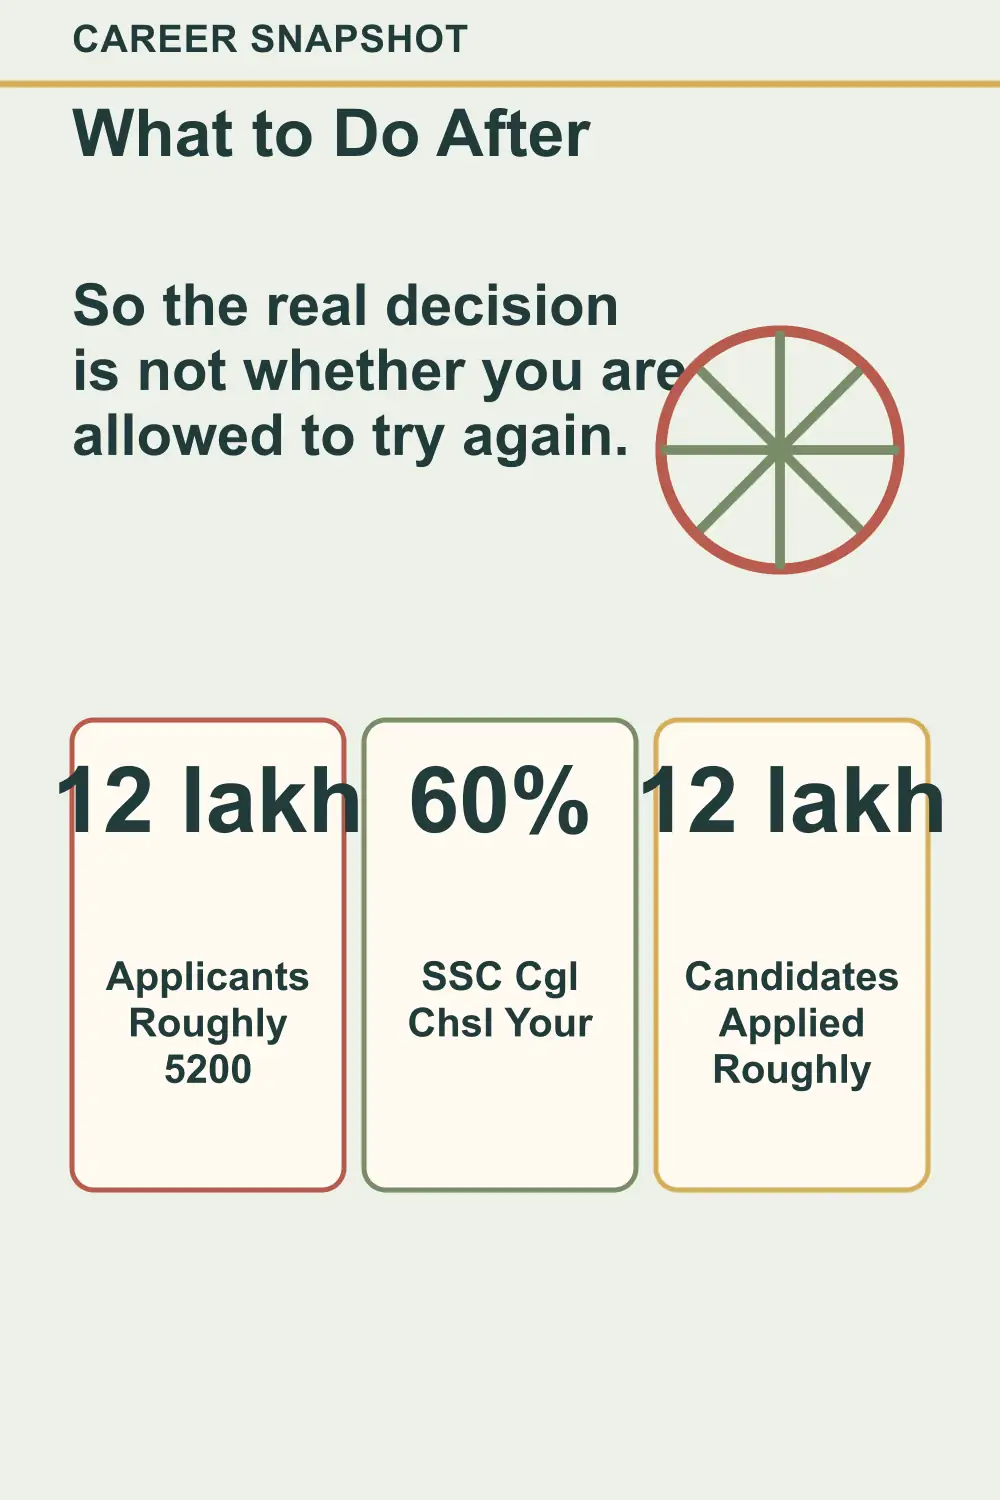 CAREER SNAPSHOT
What to Do After
So the real decision
is not whether you are
allowed to try again.
12 lakh
Applicants
Roughly
5200
60%
SSC Cgl
Chsl Your
12 lakh
Candidates
Applied
Roughly